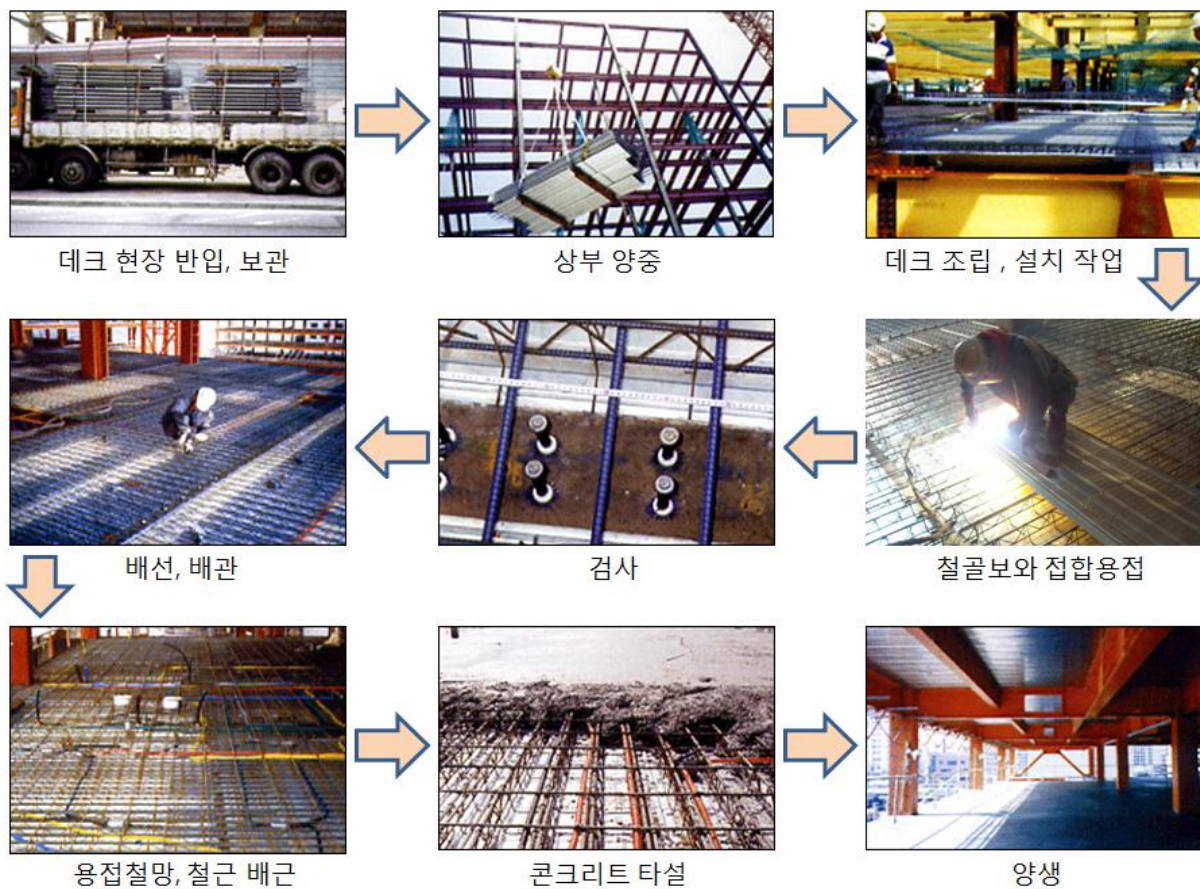 데크 현장 반입, 보관
상부 양중
데크 조립 , 설치 작업
배선, 배관
검사
철골보와 접합용접
용접철망, 철근 배근
콘크리트 타설
양생